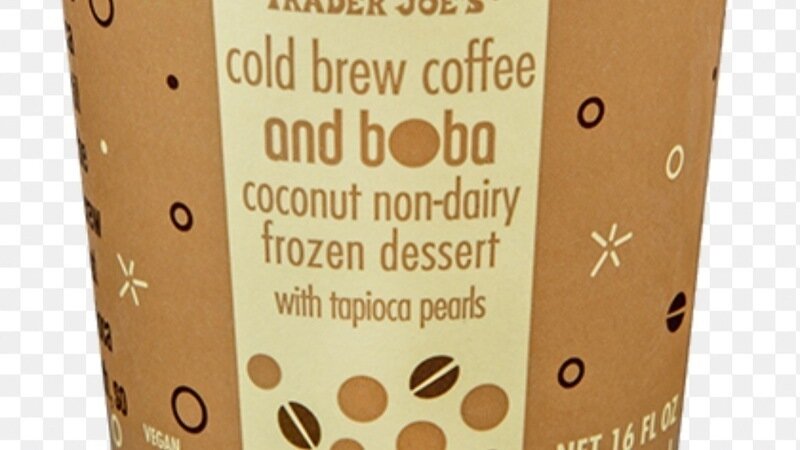 TRADER JOE'S
cold brew coffee
and boba
coconut non-dairy
frozen dessert
with tapioca pearls
VEGAN
NET 16 FL OZ